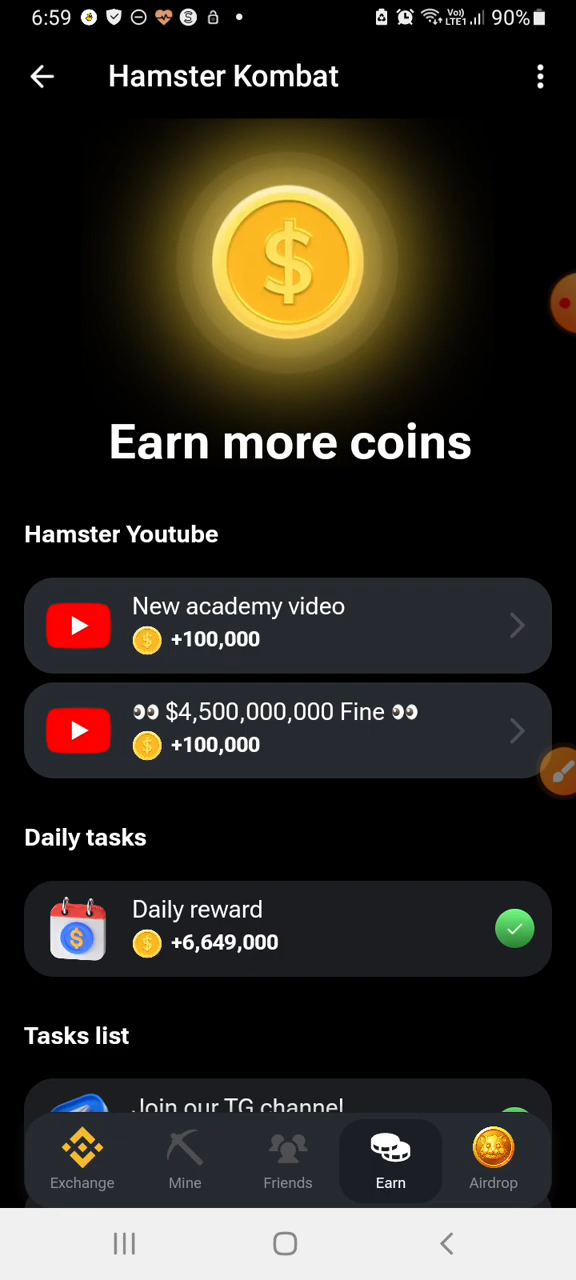 6:59
Vo))
LTE1
90%
Hamster Kombat
$
Earn more coins
Hamster Youtube
New academy video
$ +100,000
👀 $4,500,000,000 Fine 👀
$ +100,000
Daily tasks
Daily reward
$
$ +6,649,000
Tasks list
Join our TG channel
Exchange
Mine
Friends
Earn
Airdrop